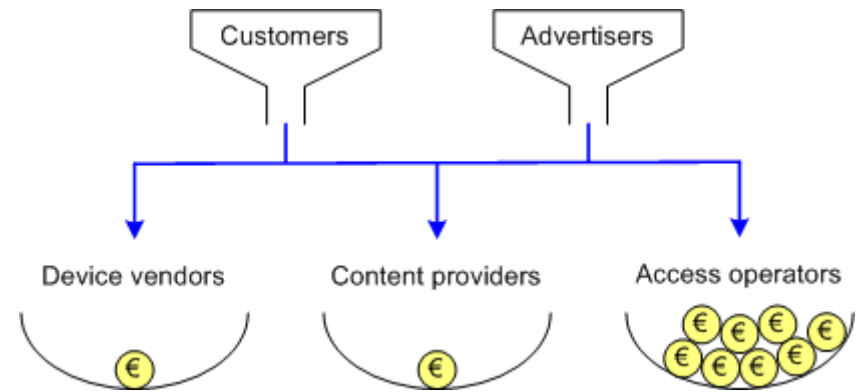 Customers
Advertisers
Device vendors
Content providers
Access operators
€
€
€ € € €
€ € € € €